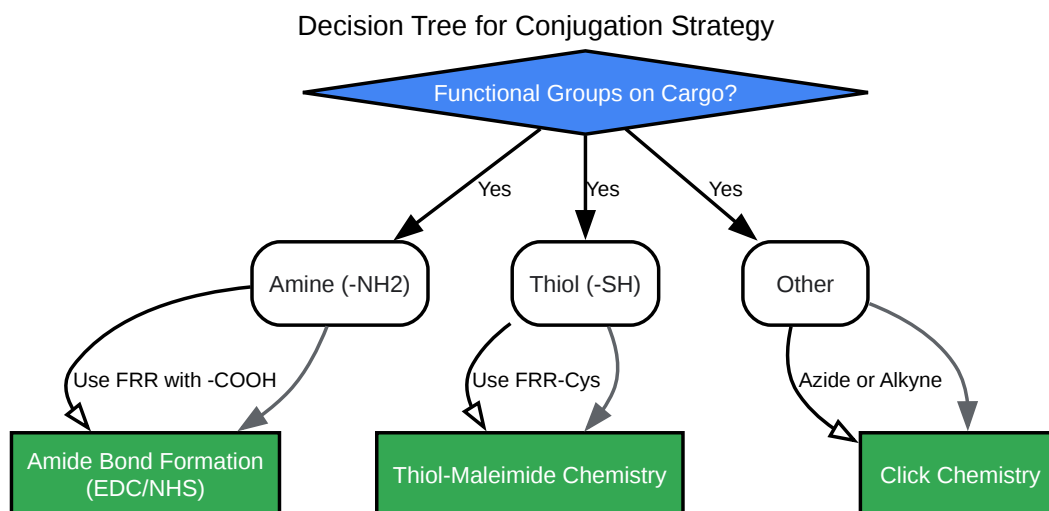 Decision Tree for Conjugation Strategy
Functional Groups on Cargo?
Yes
Yes
Yes
Amine (-NH2)
Thiol (-SH)
Other
Use FRR with -COOH
Use FRR-Cys
Azide or Alkyne
Amide Bond Formation
(EDC/NHS)
Thiol-Maleimide Chemistry
Click Chemistry